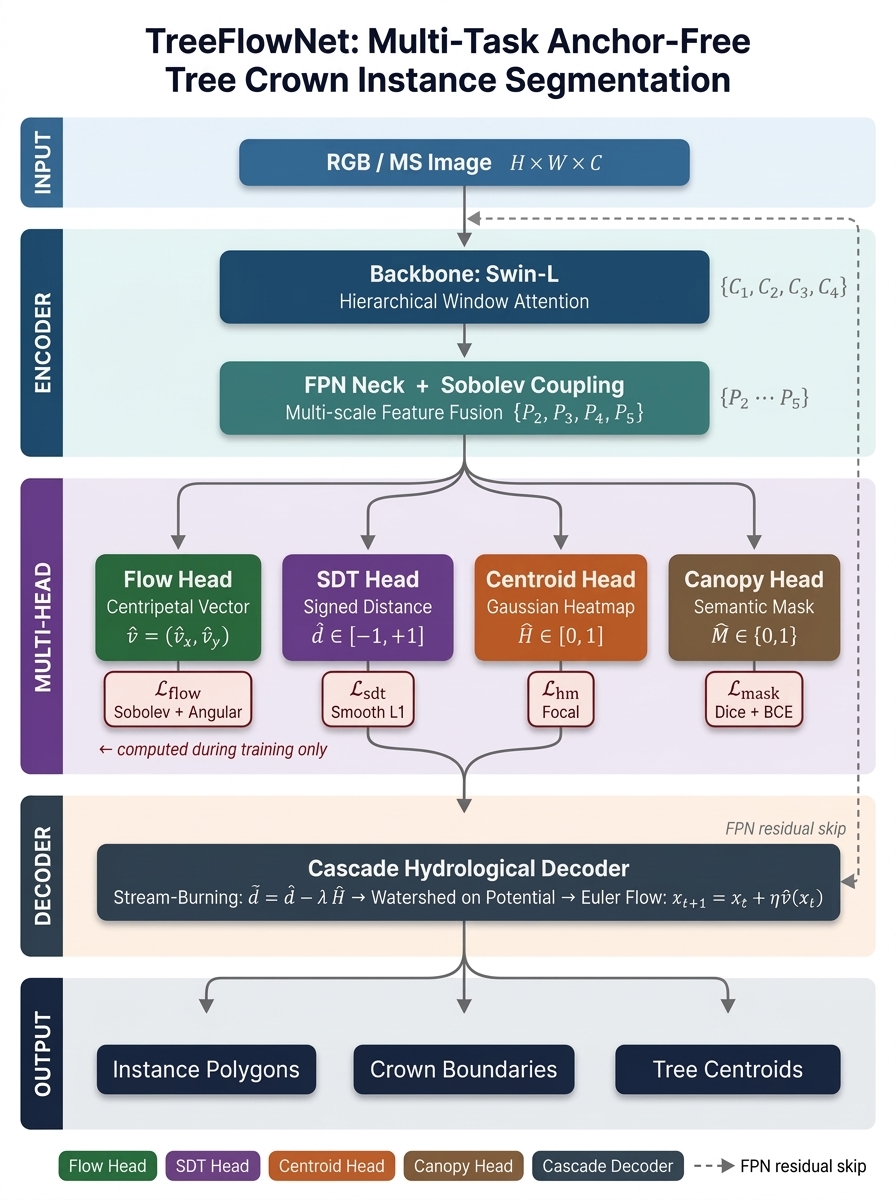 TreeFlowNet: Multi-Task Anchor-Free
Tree Crown Instance Segmentation
INPUT
RGB / MS Image H × W × C
ENCODER
Backbone: Swin-L
Hierarchical Window Attention
{C₁, C₂, C₃, C₄}
FPN Neck + Sobolev Coupling
Multi-scale Feature Fusion {P₂, P₃, P₄, P₅}
{P₂ ⋯ P₅}
MULTI-HEAD
Flow Head
Centripetal Vector
v̂ = (v̂ₓ, v̂ᵧ)
SDT Head
Signed Distance
d̂ ∈ [−1, +1]
Centroid Head
Gaussian Heatmap
Ĥ ∈ [0, 1]
Canopy Head
Semantic Mask
M̂ ∈ {0,1}
ℒflow
Sobolev + Angular
ℒsdt
Smooth L1
ℒhm
Focal
ℒmask
Dice + BCE
← computed during training only
DECODER
FPN residual skip
Cascade Hydrological Decoder
Stream-Burning: d̃ = d̂ − λ Ĥ → Watershed on Potential → Euler Flow: xₜ₊₁ = xₜ + ηv̂(xₜ)
OUTPUT
Instance Polygons
Crown Boundaries
Tree Centroids
Flow Head
SDT Head
Centroid Head
Canopy Head
Cascade Decoder
FPN residual skip